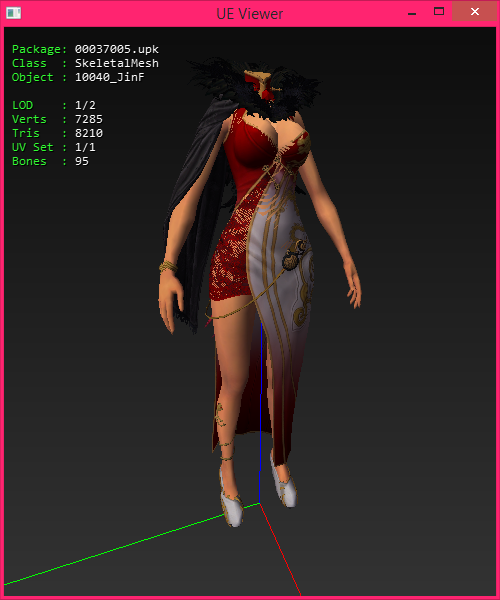 UE Viewer
Package: 00037005.upk
Class  : SkeletalMesh
Object : 10040_JinF
LOD    : 1/2
Verts  : 7285
Tris   : 8210
UV Set : 1/1
Bones  : 95